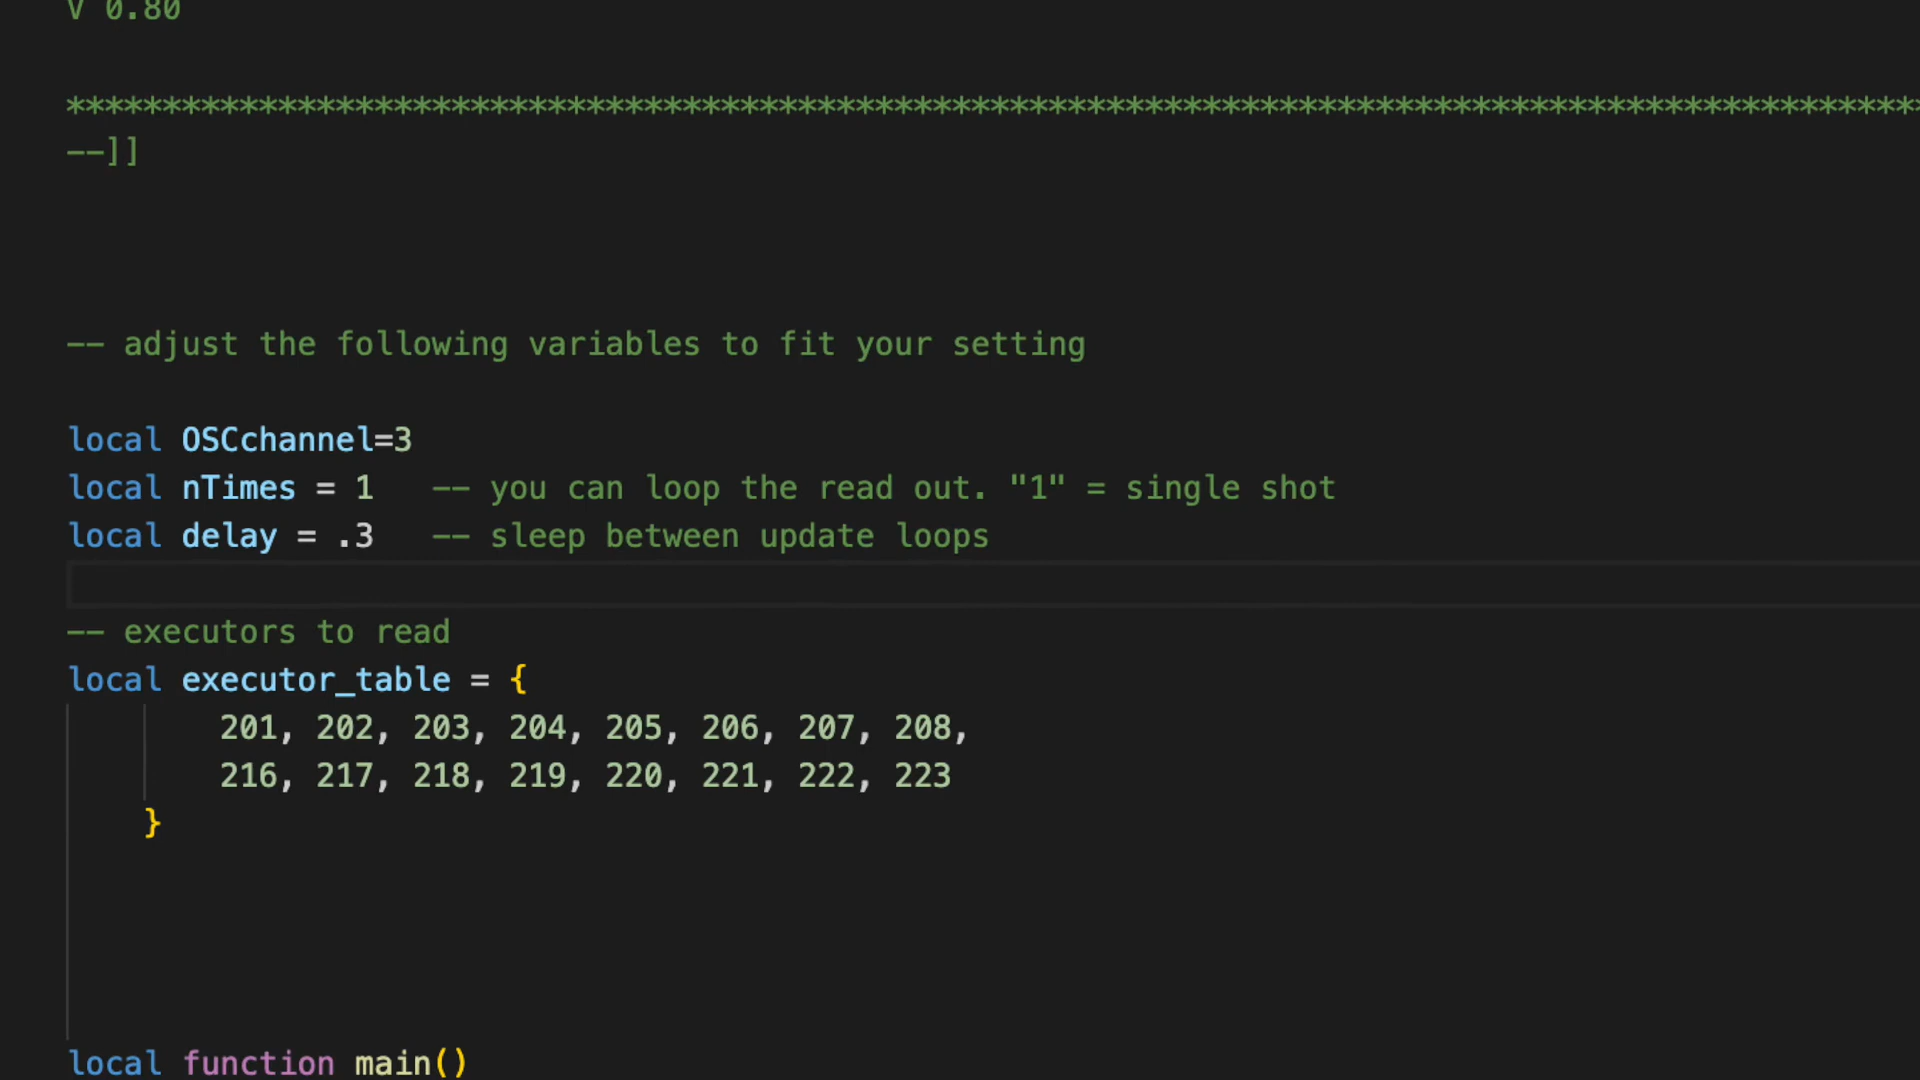 V 0.80
****************************************************************************************************
--]]
-- adjust the following variables to fit your setting
local OSCchannel=3
local nTimes = 1   -- you can loop the read out. "1" = single shot
local delay = .3   -- sleep between update loops
-- executors to read
local executor_table = {
201, 202, 203, 204, 205, 206, 207, 208,
216, 217, 218, 219, 220, 221, 222, 223
}
local function main()